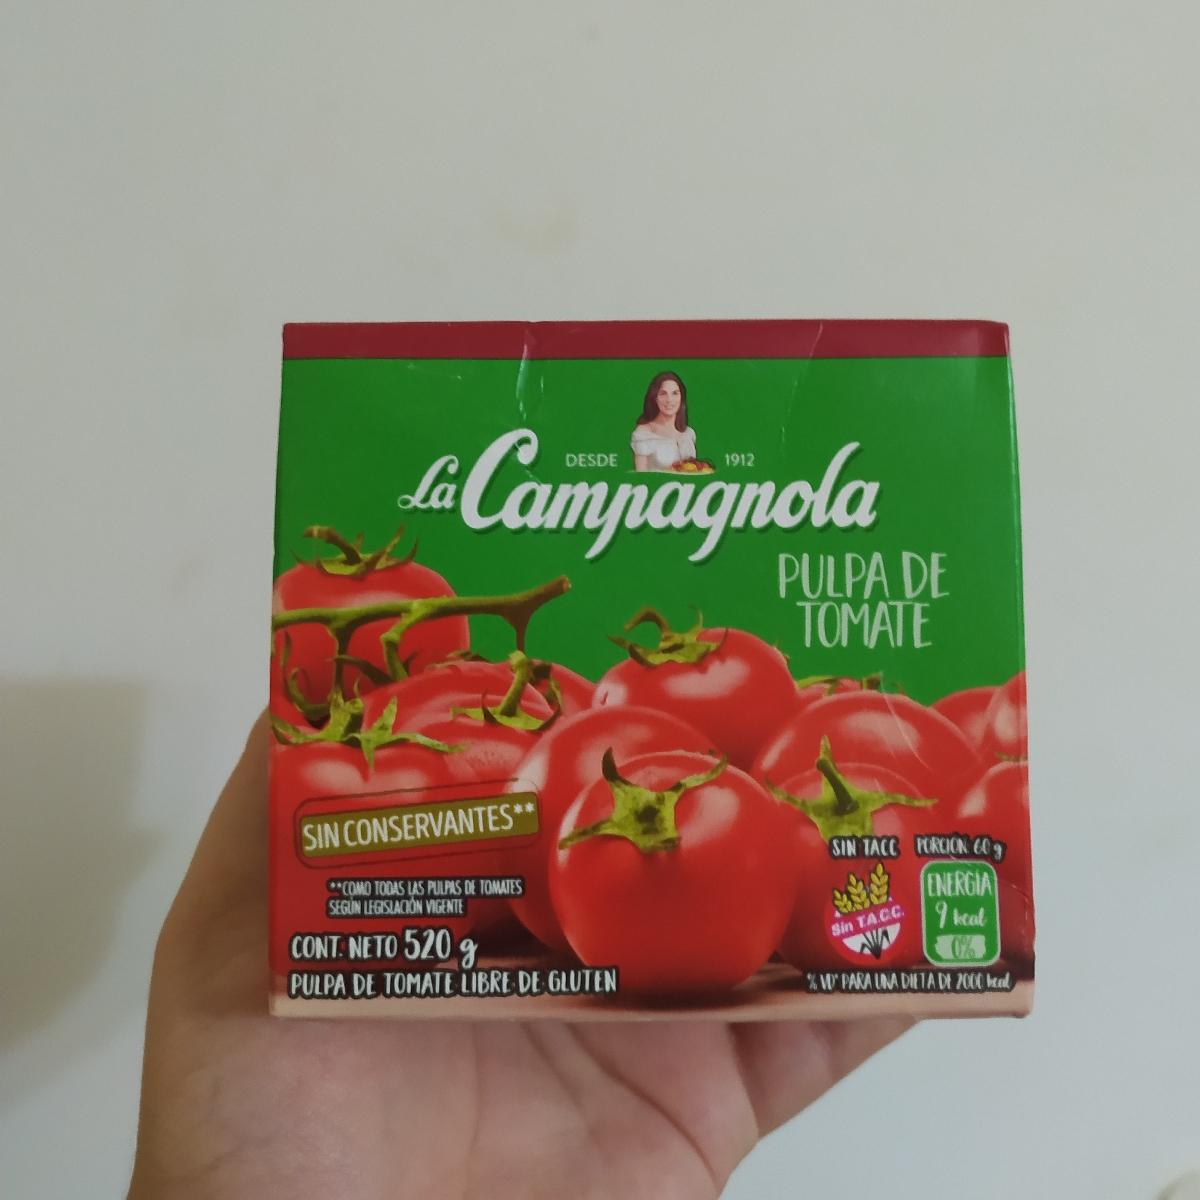 DESDE 1912
La Campagnola
PULPA DE
TOMATE
SIN CONSERVANTES**
**COMO TODAS LAS PULPAS DE TOMATES
SEGÚN LEGISLACIÓN VIGENTE
CONT. NETO 520 g
PULPA DE TOMATE LIBRE DE GLUTEN
SIN TACC
Sin T.A.C.C.
PORCIÓN 60 g
ENERGÍA
9 kcal
0%
% VD* PARA UNA DIETA DE 2000 kcal